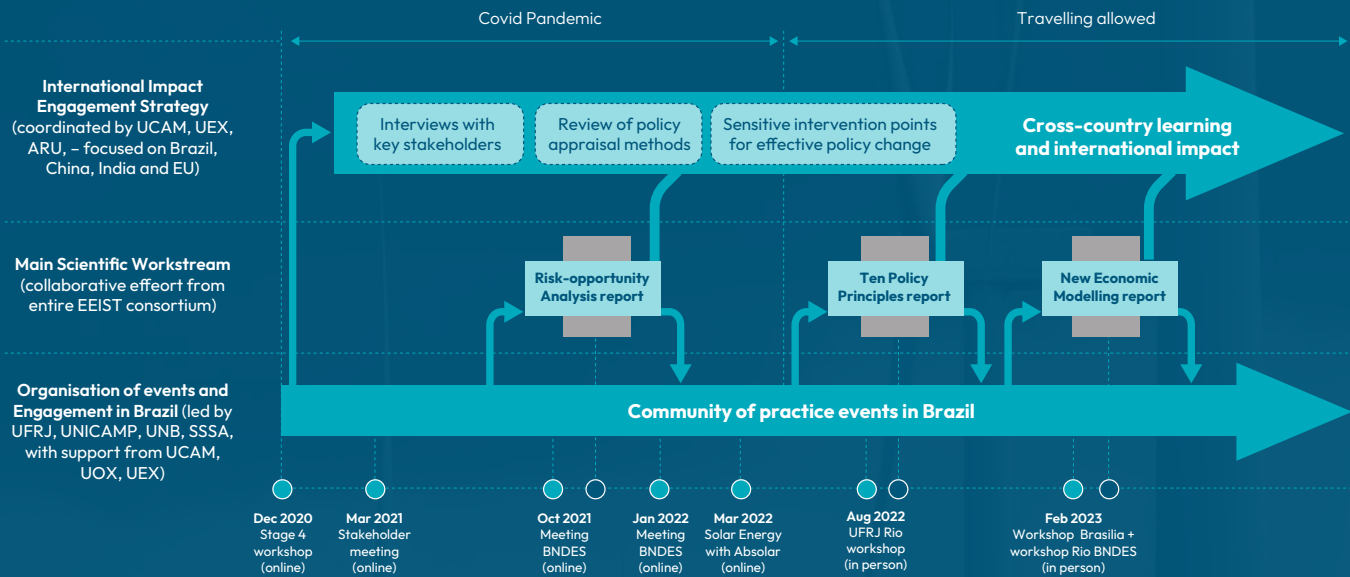 Covid Pandemic
Travelling allowed
International Impact
Engagement Strategy
(coordinated by UCAM, UEX,
ARU, – focused on Brazil,
China, India and EU)
Interviews with
key stakeholders
Review of policy
appraisal methods
Sensitive intervention points
for effective policy change
Cross-country learning
and international impact
Main Scientific Workstream
(collaborative effeort from
entire EEIST consortium)
Risk-opportunity
Analysis report
Ten Policy
Principles report
New Economic
Modelling report
Organisation of events and
Engagement in Brazil (led by
UFRJ, UNICAMP, UNB, SSSA,
with support from UCAM,
UOX, UEX)
Community of practice events in Brazil
Dec 2020
Stage 4
workshop
(online)
Mar 2021
Stakeholder
meeting
(online)
Oct 2021
Meeting
BNDES
(online)
Jan 2022
Meeting
BNDES
(online)
Mar 2022
Solar Energy
with Absolar
(online)
Aug 2022
UFRJ Rio
workshop
(in person)
Feb 2023
Workshop Brasilia +
workshop Rio BNDES
(in person)